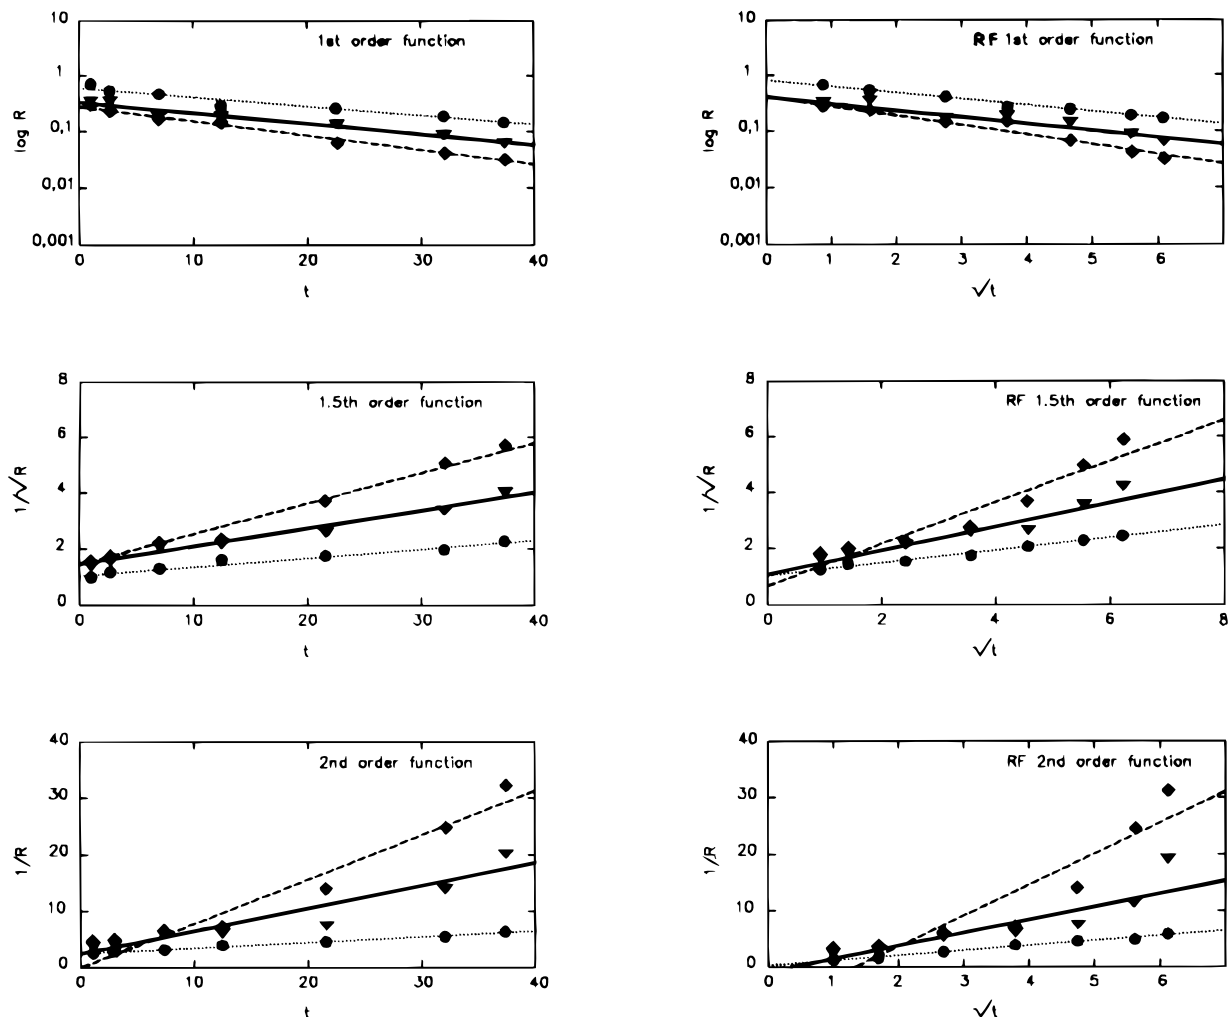 10
1st order function
1
log R
0,1
0,01
0,001
0 10 20 30 40
t
10
RF 1st order function
1
log R
0,1
0,01
0,001
0 1 2 3 4 5 6
√t
8
1.5th order function
6
1/√R
4
2
0
0 10 20 30 40
t
8
RF 1.5th order function
6
1/√R
4
2
0
0 2 4 6 8
√t
40
2nd order function
30
1/R
20
10
0
0 10 20 30 40
t
40
RF 2nd order function
30
1/R
20
10
0
0 1 2 3 4 5 6
√t